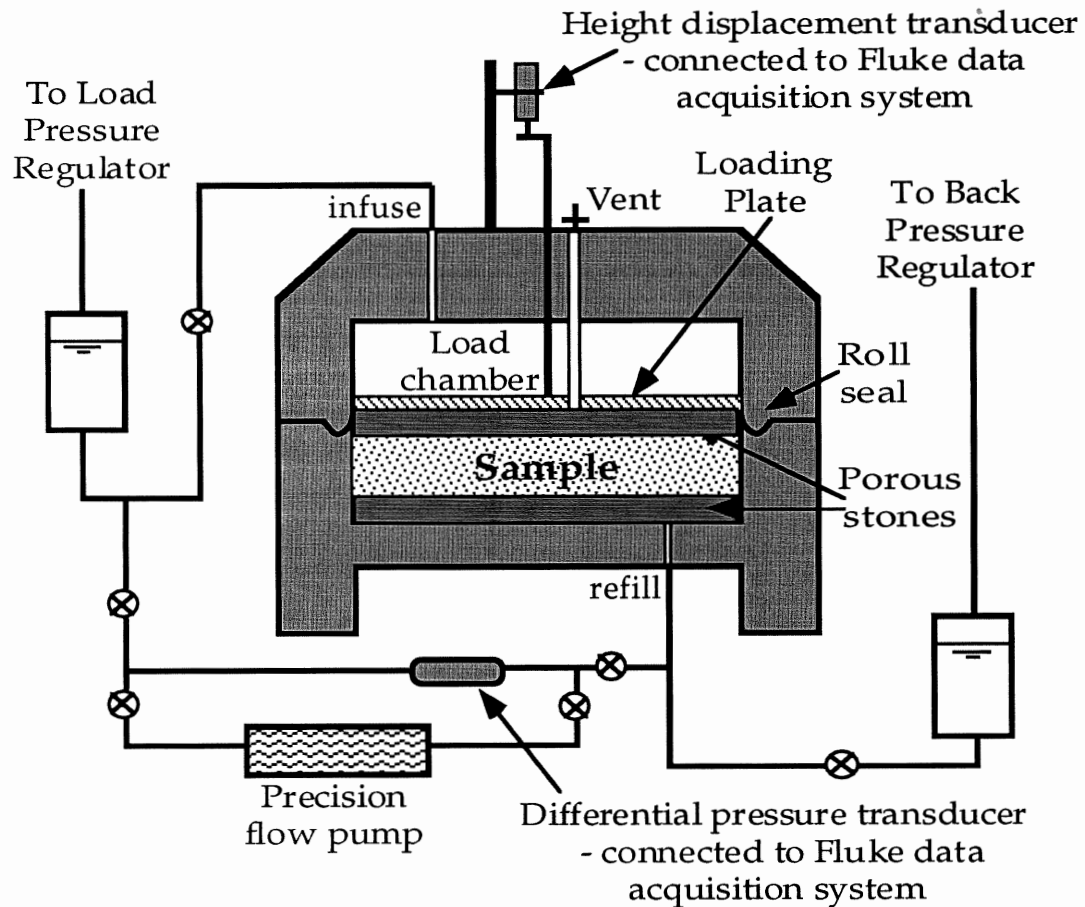 Height displacement transducer
- connected to Fluke data
acquisition system
To Load
Pressure
Regulator
Loading
Plate
To Back
Pressure
Regulator
infuse
Vent
Load
chamber
Roll
seal
Sample
Porous
stones
refill
Precision
flow pump
Differential pressure transducer
- connected to Fluke data
acquisition system